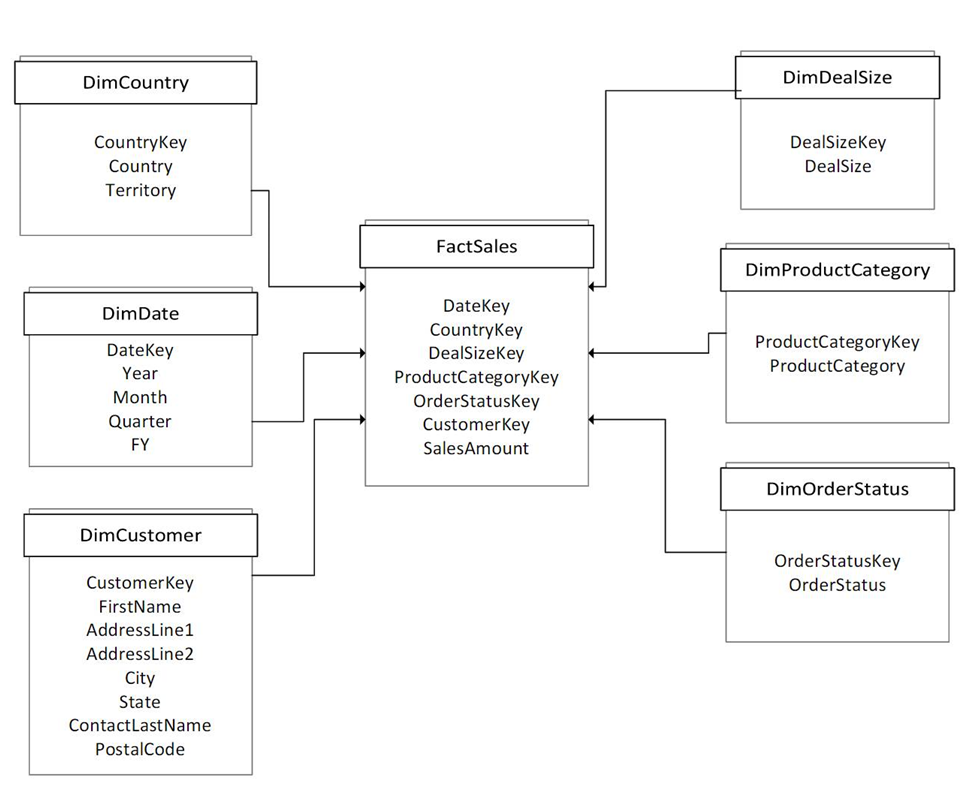 DimCountry
CountryKey
Country
Territory
DimDate
DateKey
Year
Month
Quarter
FY
DimCustomer
CustomerKey
FirstName
AddressLine1
AddressLine2
City
State
ContactLastName
PostalCode
FactSales
DateKey
CountryKey
DealSizeKey
ProductCategoryKey
OrderStatusKey
CustomerKey
SalesAmount
DimDealSize
DealSizeKey
DealSize
DimProductCategory
ProductCategoryKey
ProductCategory
DimOrderStatus
OrderStatusKey
OrderStatus